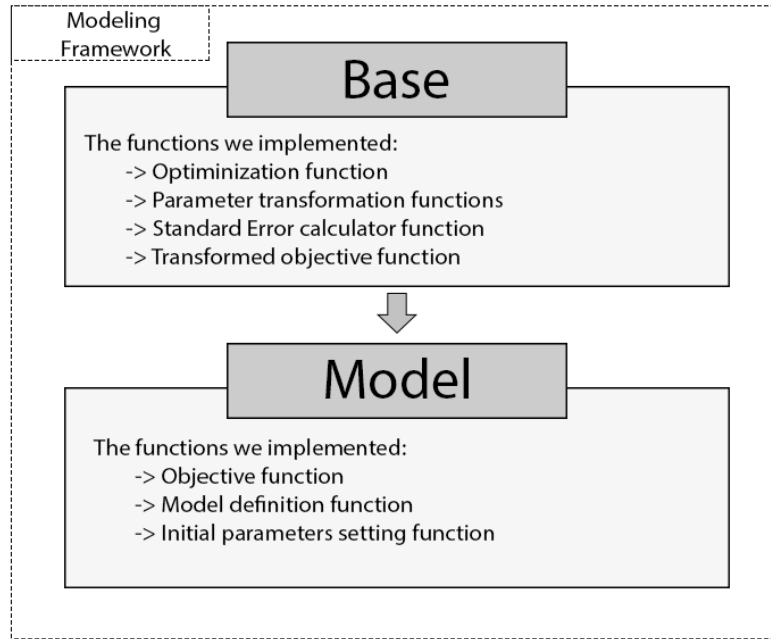 Modeling
Framework
Base
The functions we implemented:
-> Optiminization function
-> Parameter transformation functions
-> Standard Error calculator function
-> Transformed objective function
Model
The functions we implemented:
-> Objective function
-> Model definition function
-> Initial parameters setting function